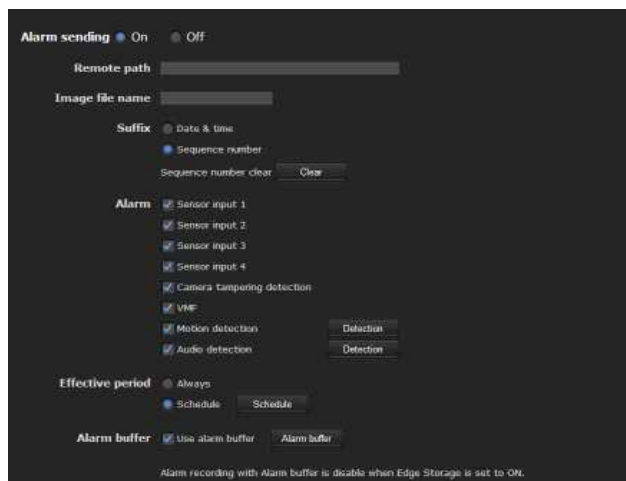 Alarm sending On Off
Remote path
Image file name
Suffix Date & time
Sequence number
Sequence number clear Clear
Alarm Sensor input 1
Sensor input 2
Sensor input 3
Sensor input 4
Camera tampering detection
VMF
Motion detection Detection
Audio detection Detection
Effective period Always
Schedule Schedule
Alarm buffer Use alarm buffer Alarm buffer
Alarm recording with Alarm buffer is disable when Edge Storage is set to ON.